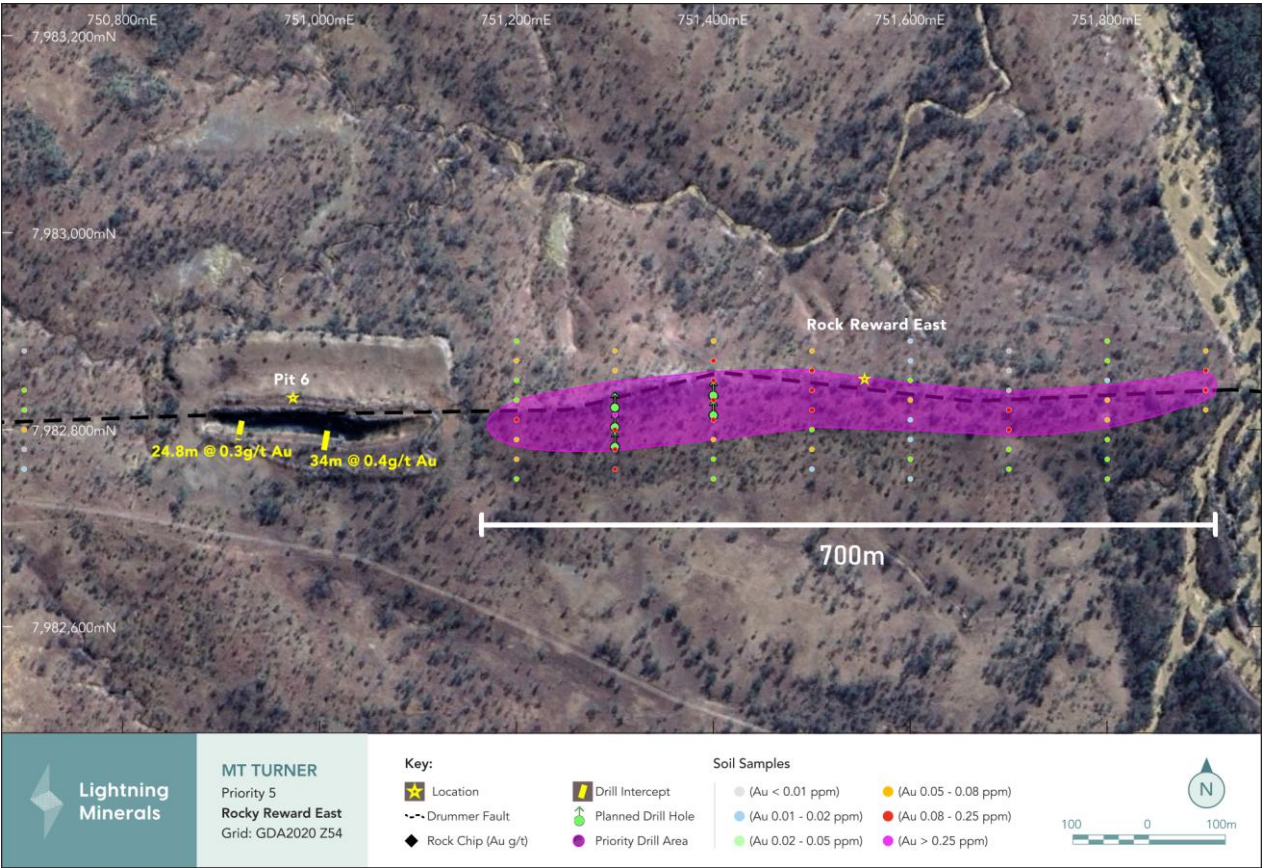 750,800mE
751,000mE
751,200mE
751,400mE
751,600mE
751,800mE
7,983,200mN
7,983,000mN
Rock Reward East
Pit 6
7,982,800mN
24.8m @ 0.3g/t Au
34m @ 0.4g/t Au
700m
7,982,600mN
Lightning
Minerals
MT TURNER
Priority 5
Rocky Reward East
Grid: GDA2020 Z54
Key:
Location
Drummer Fault
Rock Chip (Au g/t)
Drill Intercept
Planned Drill Hole
Priority Drill Area
Soil Samples
(Au < 0.01 ppm)
(Au 0.01 - 0.02 ppm)
(Au 0.02 - 0.05 ppm)
(Au 0.05 - 0.08 ppm)
(Au 0.08 - 0.25 ppm)
(Au > 0.25 ppm)
N
100 0 100m